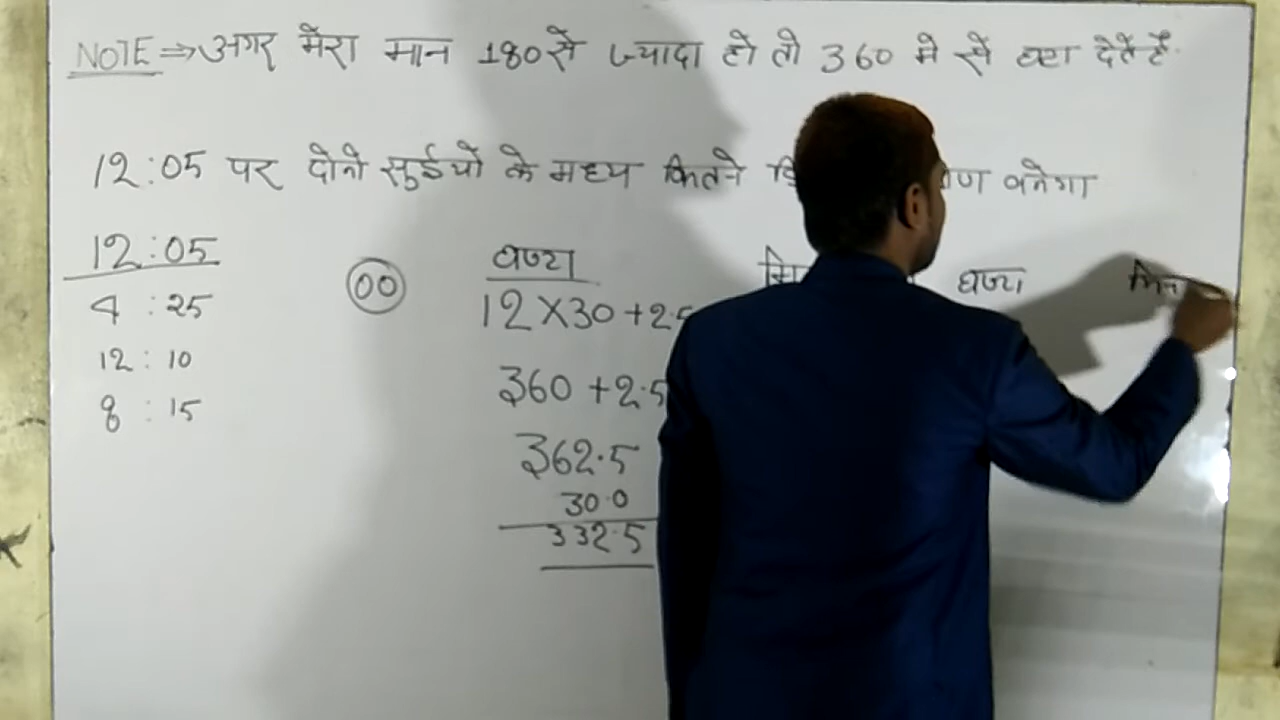 NOTE ⇒ अगर मेरा मान 180 से ज्यादा हो तो 360 मे से घटा देते हैं.
12:05 पर दोनो सुईयो के मध्य कितने बनेगा
12:05
4 : 25
12 : 10
8 : 15
00
घण्टा
12 X 30 + 2.5
360 + 2.5
362.5
30.0
332.5
घण्टा